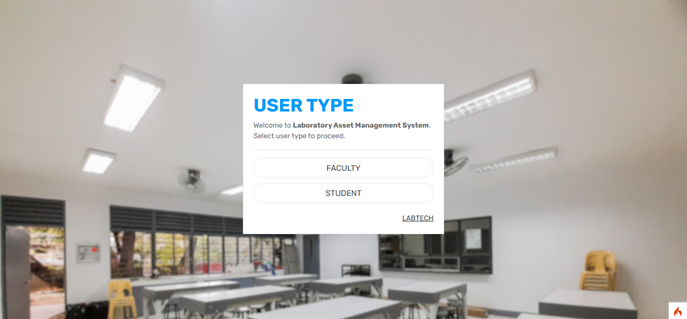 USER TYPE
Welcome to Laboratory Asset Management System.
Select user type to proceed.
FACULTY
STUDENT
LABTECH